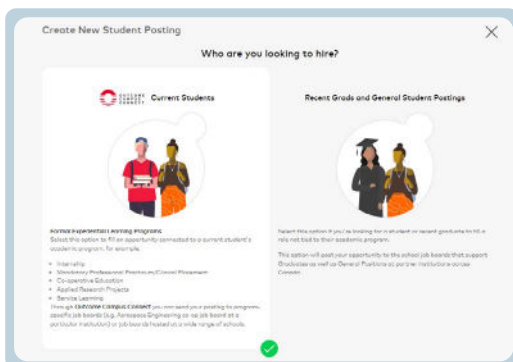 Create New Student Posting
Who are you looking to hire?
OUTCOME
CAMPUS
CONNECT
Current Students
Formal Experiential Learning Programs
Select this option to fill an opportunity connected to a current student's
academic program, for example:
Internship
Mandatory Professional Practicum/Clinical Placement
Co-operative Education
Applied Research Projects
Service Learning
Through Outcome Campus Connect you can send your posting to program-
specific job boards (e.g. Aerospace Engineering co-op job board at a
particular institution) or job boards hosted at a wide range of schools.
Recent Grads and General Student Postings
Select this option if you're looking for a student or recent graduate to fill a
role not tied to their academic program.
This option will post your opportunity to the school job boards that support
Graduates as well as General Positions at partner institutions across
Canada.